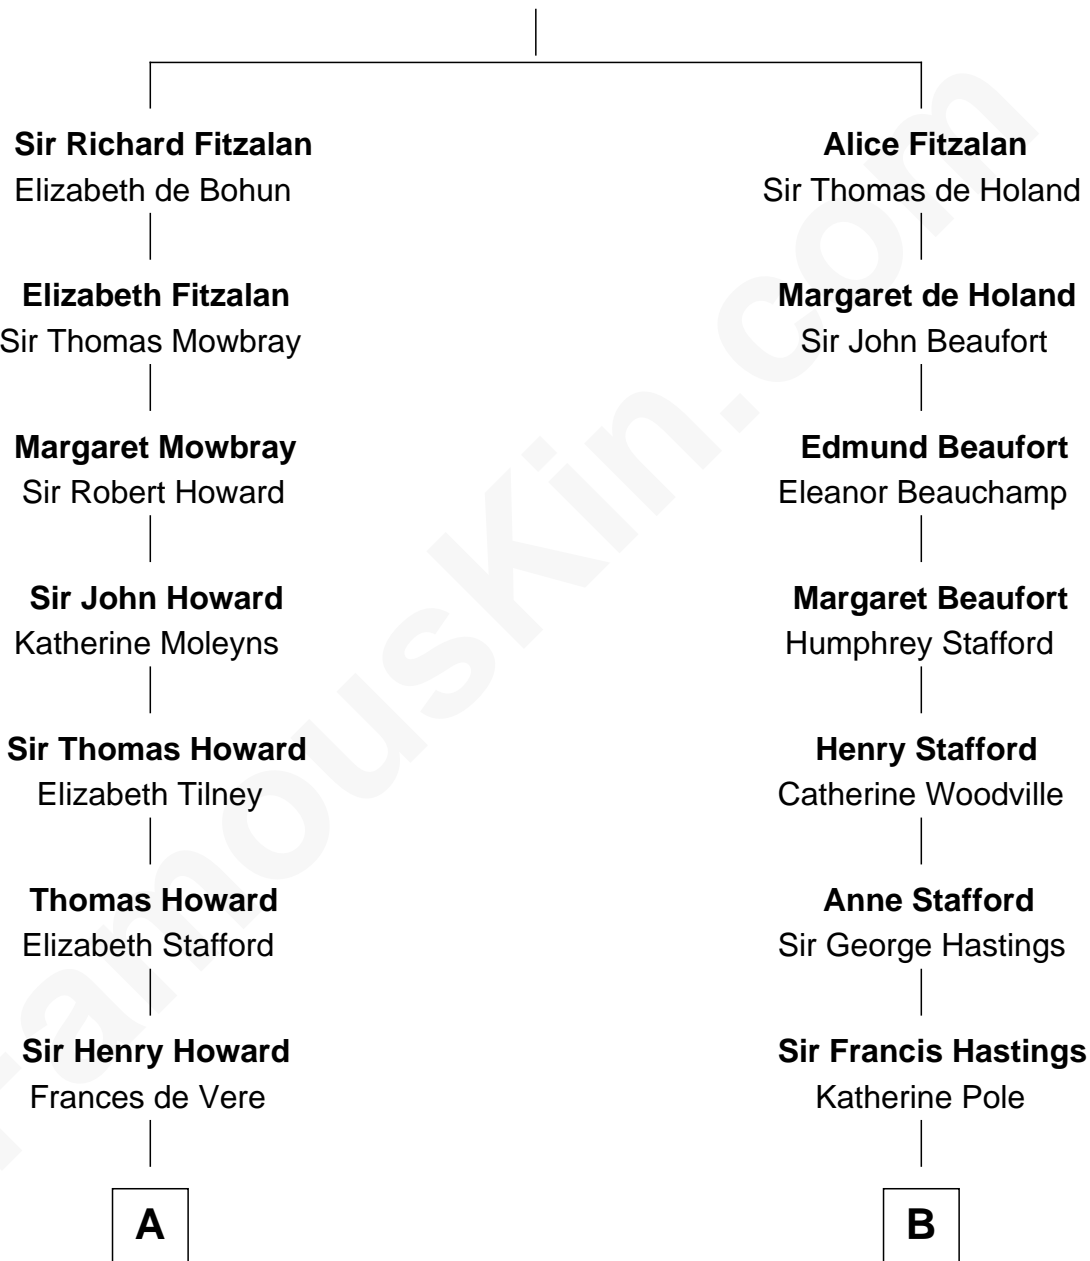 Sir Richard Fitzalan
Elizabeth de Bohun
Elizabeth Fitzalan
Sir Thomas Mowbray
Margaret Mowbray
Sir Robert Howard
Sir John Howard
Katherine Moleyns
Sir Thomas Howard
Elizabeth Tilney
Thomas Howard
Elizabeth Stafford
Sir Henry Howard
Frances de Vere
A
Alice Fitzalan
Sir Thomas de Holand
Margaret de Holand
Sir John Beaufort
Edmund Beaufort
Eleanor Beauchamp
Margaret Beaufort
Humphrey Stafford
Henry Stafford
Catherine Woodville
Anne Stafford
Sir George Hastings
Sir Francis Hastings
Katherine Pole
B
FamousKin.com